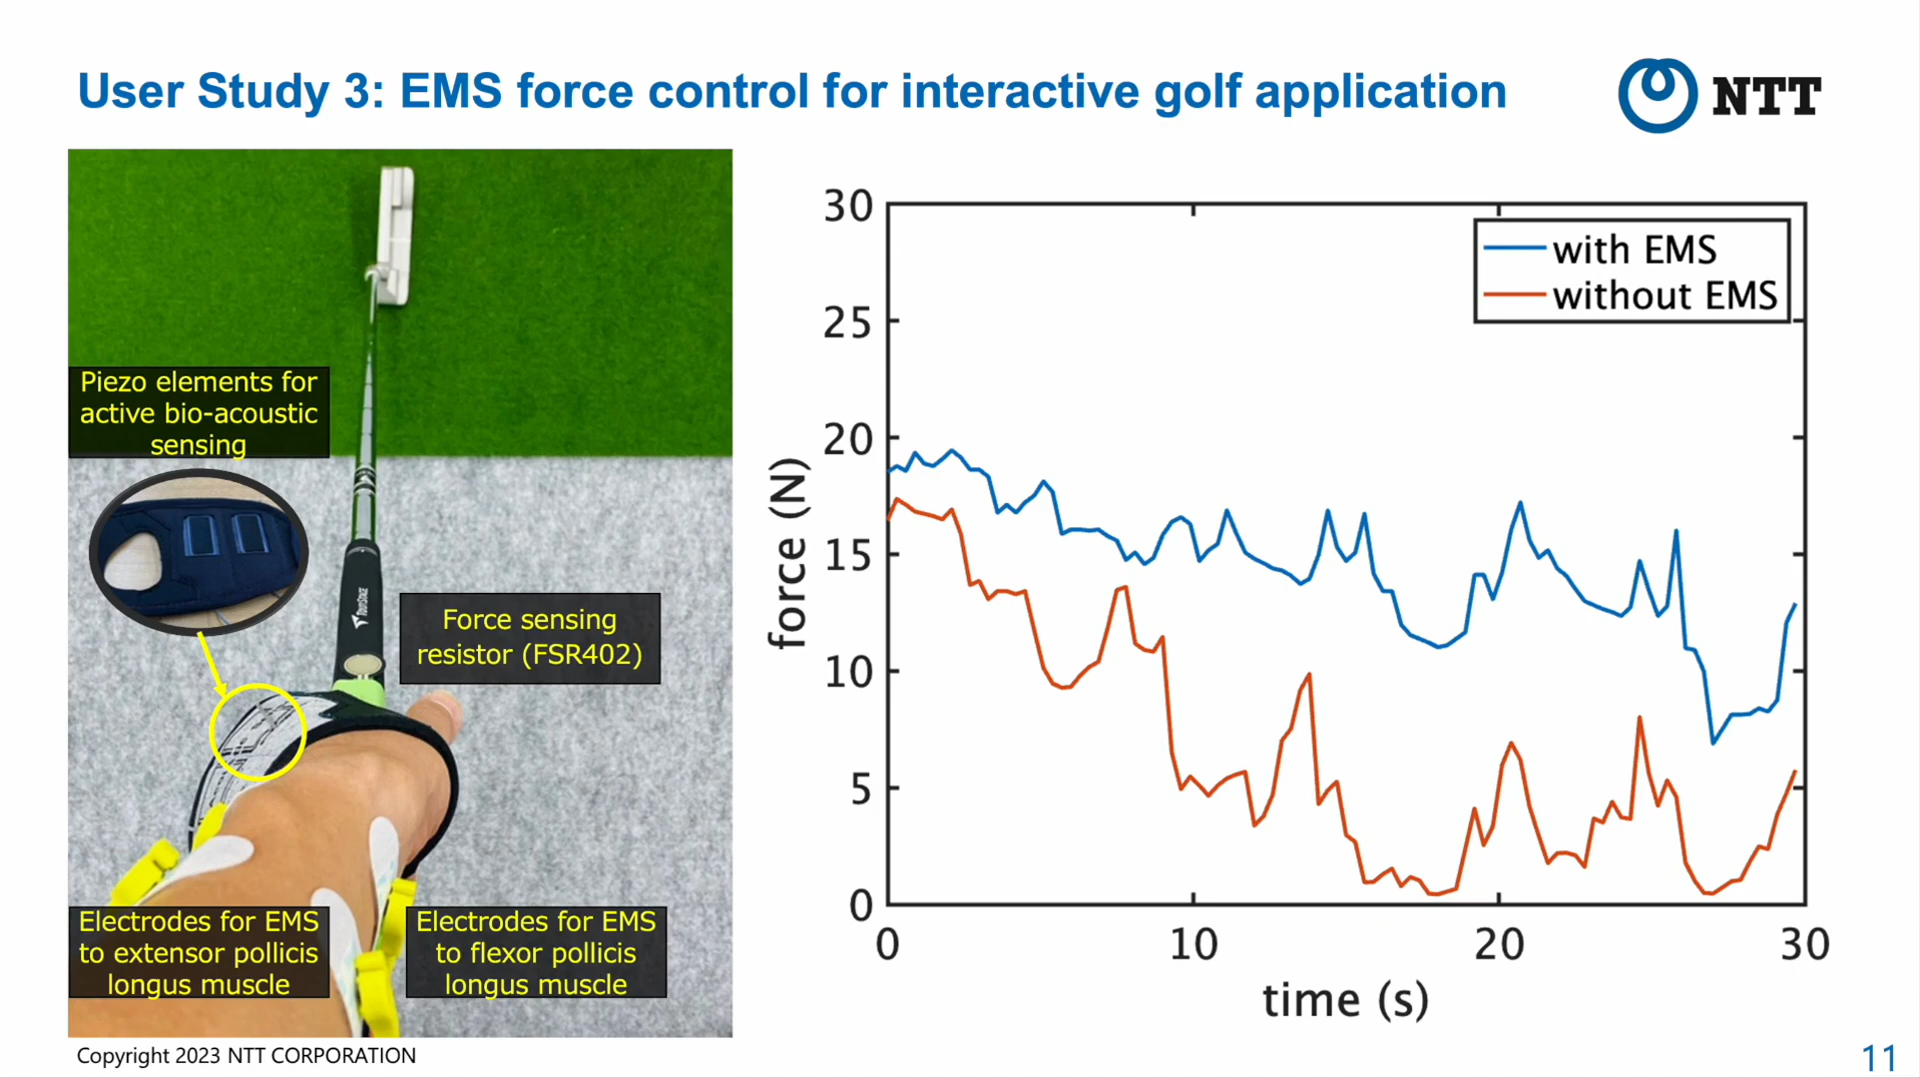 User Study 3: EMS force control for interactive golf application
NTT
Piezo elements for
active bio-acoustic
sensing
Force sensing
resistor (FSR402)
Electrodes for EMS
to extensor pollicis
longus muscle
Electrodes for EMS
to flexor pollicis
longus muscle
30
25
20
15
10
5
0
force (N)
with EMS
without EMS
0
10
20
30
time (s)
Copyright 2023 NTT CORPORATION
11